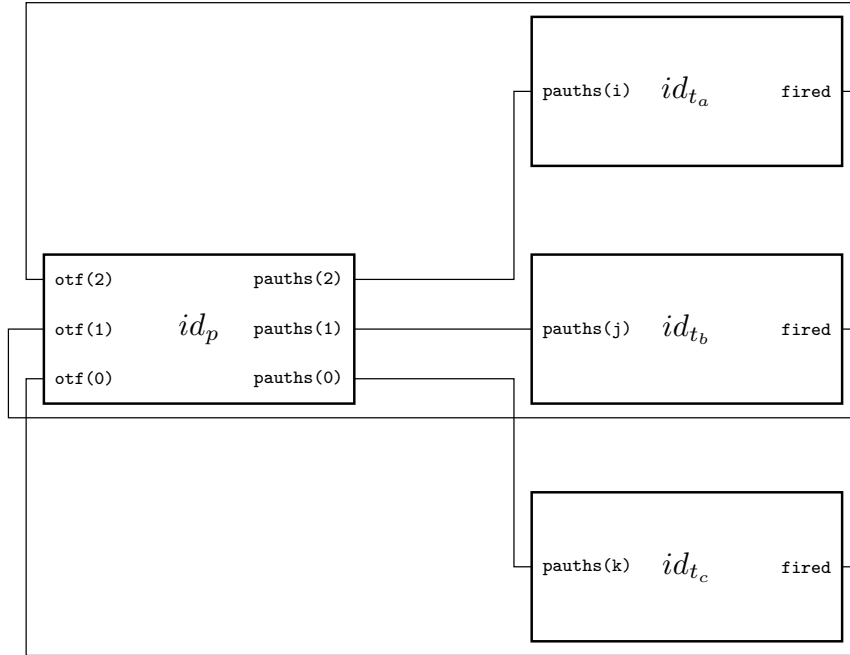 pauths(i) id_{t_a} fired
otf(2) pauths(2)
otf(1) id_p pauths(1) pauths(j) id_{t_b} fired
otf(0) pauths(0)
pauths(k) id_{t_c} fired